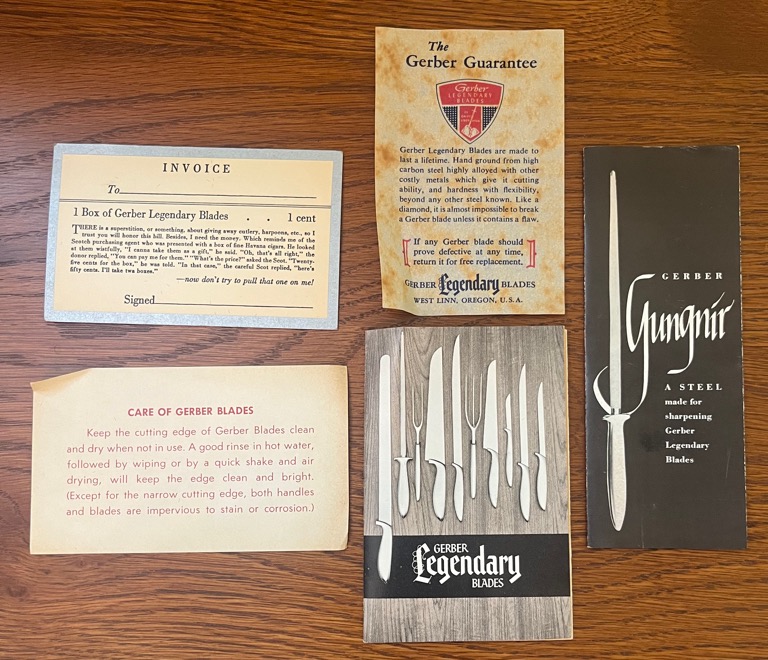 INVOICE
To
1 Box of Gerber Legendary Blades . . 1 cent
THERE is a superstition, or something, about giving away cutlery, harpoons, etc., so I
trust you will honor this bill. Besides, I need the money. Which reminds me of the
Scotch purchasing agent who was presented with a box of fine Havana cigars. He looked
at them wistfully, "I canna take them as a gift," he said. "Oh, that's all right," the
donor replied, "You can pay me for them." "What's the price?" asked the Scot. "Twenty-
five cents for the box," he was told. "In that case," the careful Scot replied, "here's
fifty cents. I'll take two boxes."
—now don't try to pull that one on me!
Signed
The
Gerber Guarantee
Gerber
LEGENDARY
BLADES
Gerber Legendary Blades are made to
last a lifetime. Hand ground from high
carbon steel highly alloyed with other
costly metals which give it cutting
ability, and hardness with flexibility,
beyond any other steel known. Like a
diamond, it is almost impossible to break
a Gerber blade unless it contains a flaw.
If any Gerber blade should
prove defective at any time,
return it for free replacement.
GERBER Legendary BLADES
WEST LINN, OREGON, U.S.A.
GERBER
Gungnir
A STEEL
made for
sharpening
Gerber
Legendary
Blades
CARE OF GERBER BLADES
Keep the cutting edge of Gerber Blades clean
and dry when not in use. A good rinse in hot water,
followed by wiping or by a quick shake and air
drying, will keep the edge clean and bright.
(Except for the narrow cutting edge, both handles
and blades are impervious to stain or corrosion.)
GERBER
Legendary
BLADES